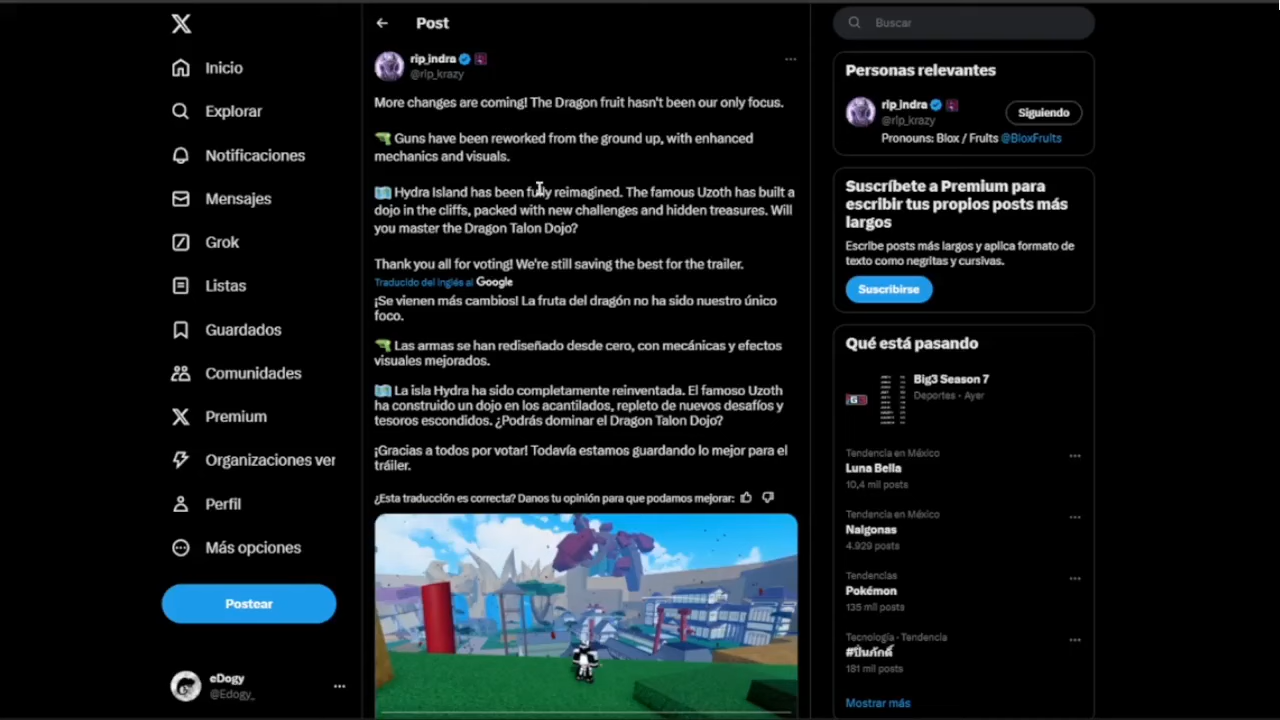 Inicio
Explorar
Notificaciones
Mensajes
Grok
Listas
Guardados
Comunidades
Premium
Organizaciones ver
Perfil
Más opciones
Postear
eDogy
@Edogy_
Post
rip_indra
@rip_krazy
More changes are coming! The Dragon fruit hasn't been our only focus.
Guns have been reworked from the ground up, with enhanced
mechanics and visuals.
Hydra Island has been fully reimagined. The famous Uzoth has built a
dojo in the cliffs, packed with new challenges and hidden treasures. Will
you master the Dragon Talon Dojo?
Thank you all for voting! We're still saving the best for the trailer.
Traducido del inglés al Google
¡Se vienen más cambios! La fruta del dragón no ha sido nuestro único
foco.
Las armas se han rediseñado desde cero, con mecánicas y efectos
visuales mejorados.
La isla Hydra ha sido completamente reinventada. El famoso Uzoth
ha construido un dojo en los acantilados, repleto de nuevos desafíos y
tesoros escondidos. ¿Podrás dominar el Dragon Talon Dojo?
¡Gracias a todos por votar! Todavía estamos guardando lo mejor para el
tráiler.
¿Esta traducción es correcta? Danos tu opinión para que podamos mejorar:
Buscar
Personas relevantes
rip_indra
@rip_krazy
Siguiendo
Pronouns: Blox / Fruits @BloxFruits
Suscríbete a Premium para
escribir tus propios posts más
largos
Escribe posts más largos y aplica formato de
texto como negritas y cursivas.
Suscribirse
Qué está pasando
Big3 Season 7
Deportes · Ayer
Tendencia en México
Luna Bella
10,4 mil posts
Tendencia en México
Nalgonas
4.929 posts
Tendencias
Pokémon
135 mil posts
Tecnología · Tendencia
#ปิ่นภักดิ์
181 mil posts
Mostrar más